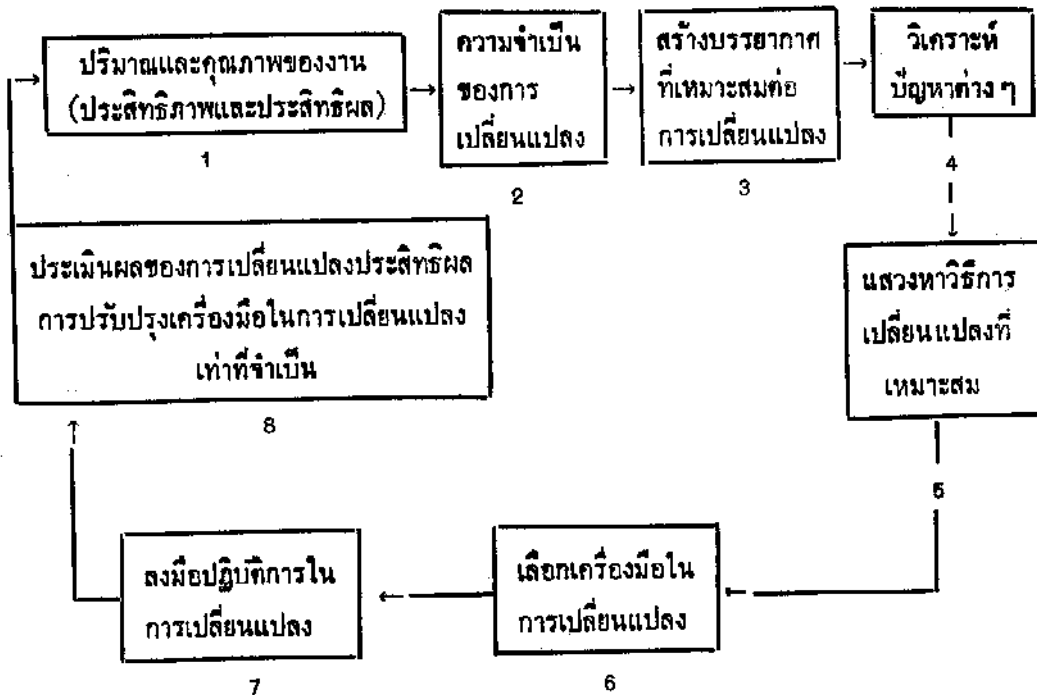 ปริมาณและคุณภาพของงาน
(ประสิทธิภาพและประสิทธิผล)
1
ความจำเป็น
ของการ
เปลี่ยนแปลง
2
สร้างบรรยากาศ
ที่เหมาะสมต่อ
การเปลี่ยนแปลง
3
วิเคราะห์
ปัญหาต่างๆ
4
แสวงหาวิธีการ
เปลี่ยนแปลงที่
เหมาะสม
5
เลือกเครื่องมือใน
การเปลี่ยนแปลง
6
ลงมือปฏิบัติการใน
การเปลี่ยนแปลง
7
ประเมินผลของการเปลี่ยนแปลงประสิทธิผล
การปรับปรุงเครื่องมือในการเปลี่ยนแปลง
เท่าที่จำเป็น
8